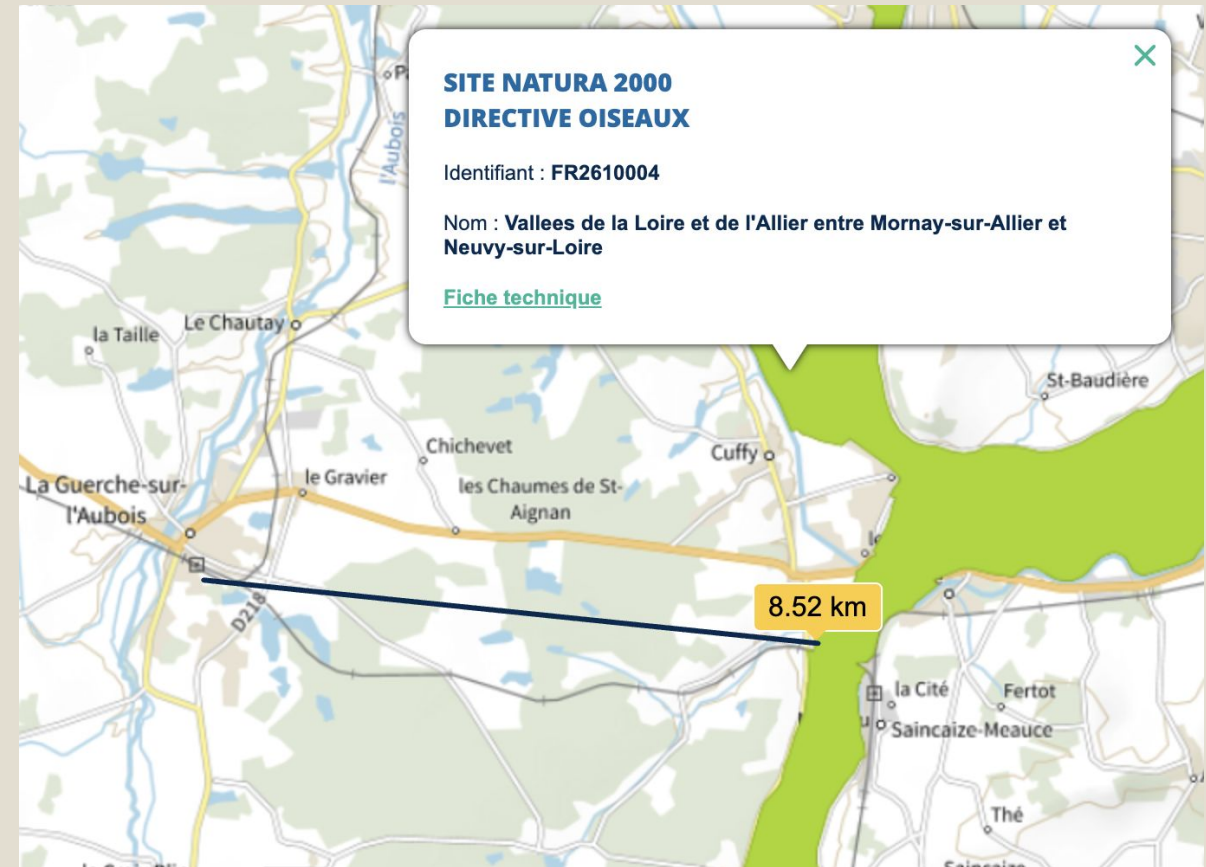 SITE NATURA 2000
DIRECTIVE OISEAUX
Identifiant : FR2610004
Nom : Vallees de la Loire et de l'Allier entre Mornay-sur-Allier et
Neuvy-sur-Loire
Fiche technique
l'Aubois
la Taille
Le Chautay
St-Baudière
Chichevet
Cuffy
La Guerche-sur-
l'Aubois
le Gravier
les Chaumes de St-
Aignan
D218
8.52 km
la Cité
Fertot
Saincaize-Meauce
Thé